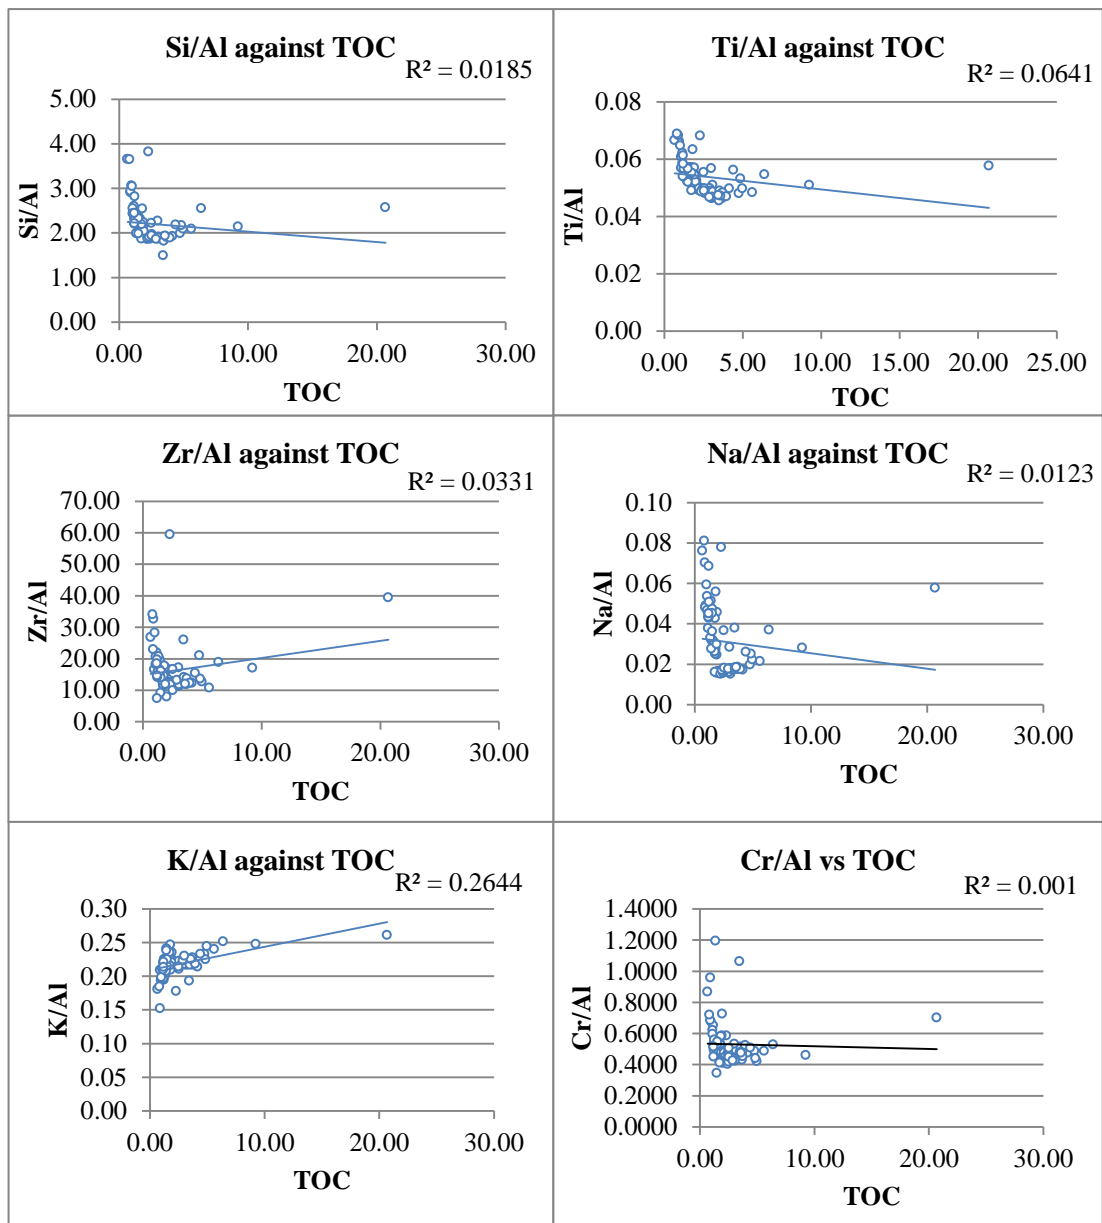 Si/Al against TOC
R² = 0.0185
5.00
4.00
3.00
2.00
1.00
0.00
Si/Al
0.00 10.00 20.00 30.00
TOC
Ti/Al against TOC
R² = 0.0641
0.08
0.06
0.04
0.02
0.00
Ti/Al
0.00 5.00 10.00 15.00 20.00 25.00
TOC
Zr/Al against TOC
R² = 0.0331
70.00
60.00
50.00
40.00
30.00
20.00
10.00
0.00
Zr/Al
0.00 10.00 20.00 30.00
TOC
Na/Al against TOC
R² = 0.0123
0.10
0.08
0.06
0.04
0.02
0.00
Na/Al
0.00 10.00 20.00 30.00
TOC
K/Al against TOC
R² = 0.2644
0.30
0.25
0.20
0.15
0.10
0.05
0.00
K/Al
0.00 10.00 20.00 30.00
TOC
Cr/Al vs TOC
R² = 0.001
1.4000
1.2000
1.0000
0.8000
0.6000
0.4000
0.2000
0.0000
Cr/Al
0.00 10.00 20.00 30.00
TOC